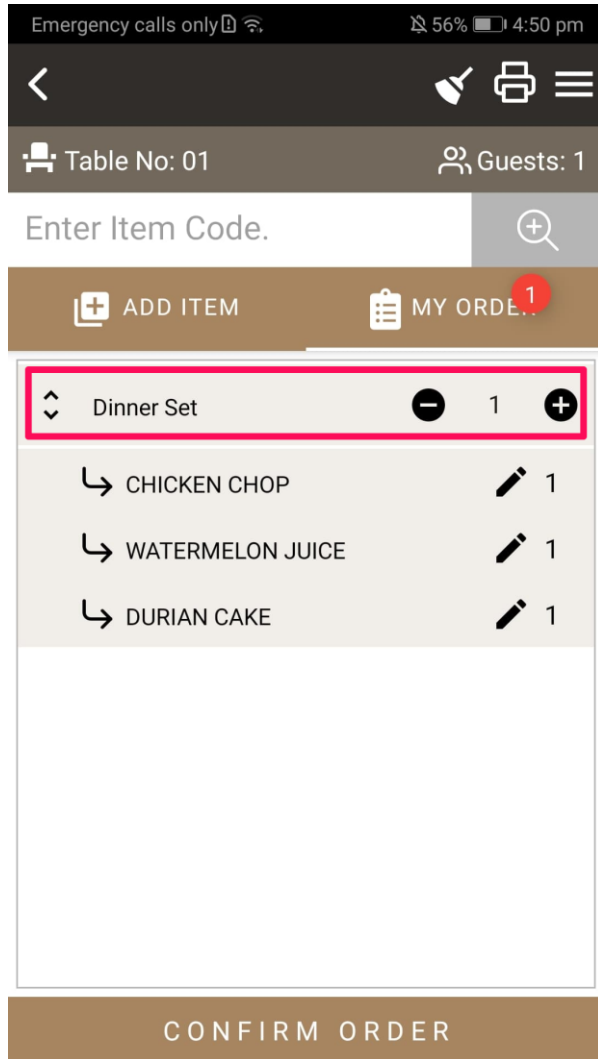 Emergency calls only 56% 4:50 pm
Table No: 01 Guests: 1
Enter Item Code.
ADD ITEM MY ORDER 1
Dinner Set 1
CHICKEN CHOP 1
WATERMELON JUICE 1
DURIAN CAKE 1
CONFIRM ORDER